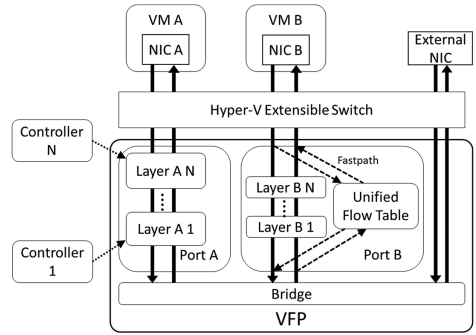 VM A
NIC A
VM B
NIC B
External
NIC
Hyper-V Extensible Switch
Controller
N
Controller
1
Layer A N
Layer A 1
Port A
Fastpath
Layer B N
Layer B 1
Unified
Flow Table
Port B
Bridge
VFP